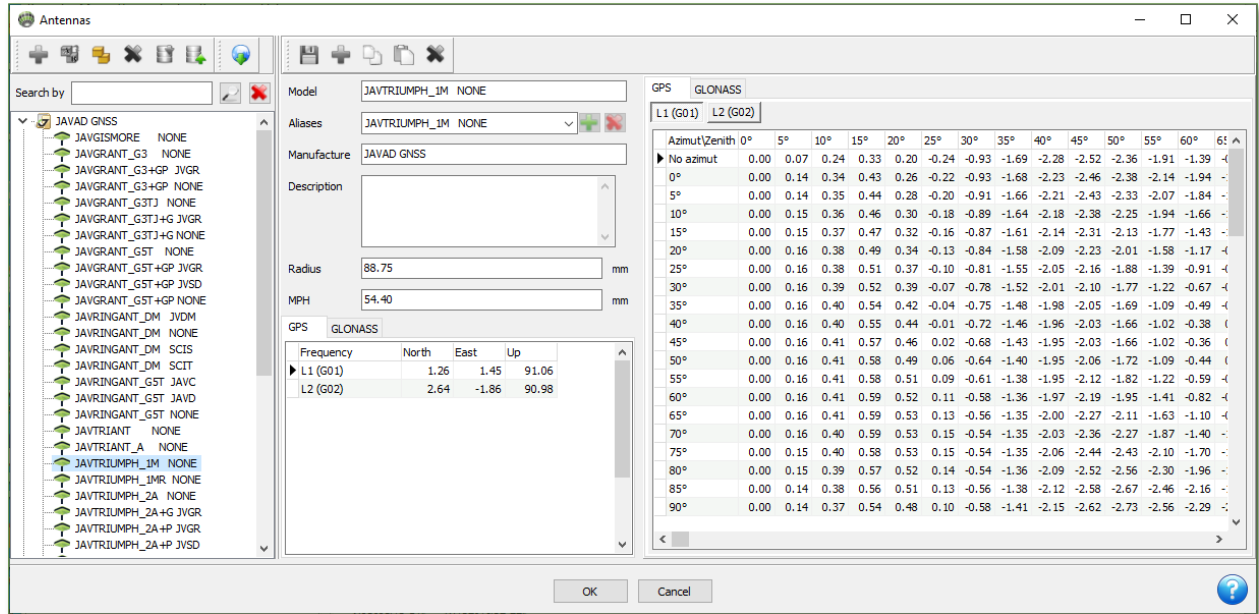 Antennas
Search by
JAVAD GNSS
JAVGISMORE NONE
JAVGRANT_G3 NONE
JAVGRANT_G3+GP JVGR
JAVGRANT_G3+GP NONE
JAVGRANT_G3TJ NONE
JAVGRANT_G3TJ+G JVGR
JAVGRANT_G3TJ+G NONE
JAVGRANT_G5T NONE
JAVGRANT_G5T+GP JVGR
JAVGRANT_G5T+GP JVSD
JAVGRANT_G5T+GP NONE
JAVRINGANT_DM JVDM
JAVRINGANT_DM NONE
JAVRINGANT_DM SCIS
JAVRINGANT_DM SCIT
JAVRINGANT_G5T JAVC
JAVRINGANT_G5T JAVD
JAVRINGANT_G5T NONE
JAVTRIANT NONE
JAVTRIANT_A NONE
JAVTRIUMPH_1M NONE
JAVTRIUMPH_1MR NONE
JAVTRIUMPH_2A NONE
JAVTRIUMPH_2A+G JVGR
JAVTRIUMPH_2A+P JVGR
JAVTRIUMPH_2A+P JVSD
Model JAVTRIUMPH_1M NONE
Aliases JAVTRIUMPH_1M NONE
Manufacture JAVAD GNSS
Description
Radius 88.75 mm
MPH 54.40 mm
GPS GLONASS
Frequency North East Up
L1 (G01) 1.26 1.45 91.06
L2 (G02) 2.64 -1.86 90.98
GPS GLONASS
L1 (G01) L2 (G02)
Azimut\Zenith 0° 5° 10° 15° 20° 25° 30° 35° 40° 45° 50° 55° 60°
No azimut 0.00 0.07 0.24 0.33 0.20 -0.24 -0.93 -1.69 -2.28 -2.52 -2.36 -1.91 -1.39
0° 0.00 0.14 0.34 0.43 0.26 -0.22 -0.93 -1.68 -2.23 -2.46 -2.38 -2.14 -1.94
5° 0.00 0.14 0.35 0.44 0.28 -0.20 -0.91 -1.66 -2.21 -2.43 -2.33 -2.07 -1.84
10° 0.00 0.15 0.36 0.46 0.30 -0.18 -0.89 -1.64 -2.18 -2.38 -2.25 -1.94 -1.66
15° 0.00 0.15 0.37 0.47 0.32 -0.16 -0.87 -1.61 -2.14 -2.31 -2.13 -1.77 -1.43
20° 0.00 0.16 0.38 0.49 0.34 -0.13 -0.84 -1.58 -2.09 -2.23 -2.01 -1.58 -1.17
25° 0.00 0.16 0.38 0.51 0.37 -0.10 -0.81 -1.55 -2.05 -2.16 -1.88 -1.39 -0.91
30° 0.00 0.16 0.39 0.52 0.39 -0.07 -0.78 -1.52 -2.01 -2.10 -1.77 -1.22 -0.67
35° 0.00 0.16 0.40 0.54 0.42 -0.04 -0.75 -1.48 -1.98 -2.05 -1.69 -1.09 -0.49
40° 0.00 0.16 0.40 0.55 0.44 -0.01 -0.72 -1.46 -1.96 -2.03 -1.66 -1.02 -0.38
45° 0.00 0.16 0.41 0.57 0.46 0.02 -0.68 -1.43 -1.95 -2.03 -1.66 -1.02 -0.36
50° 0.00 0.16 0.41 0.58 0.49 0.06 -0.64 -1.40 -1.95 -2.06 -1.72 -1.09 -0.44
55° 0.00 0.16 0.41 0.58 0.51 0.09 -0.61 -1.38 -1.95 -2.12 -1.82 -1.22 -0.59
60° 0.00 0.16 0.41 0.59 0.52 0.11 -0.58 -1.36 -1.97 -2.19 -1.95 -1.41 -0.82
65° 0.00 0.16 0.41 0.59 0.53 0.13 -0.56 -1.35 -2.00 -2.27 -2.11 -1.63 -1.10
70° 0.00 0.16 0.40 0.59 0.53 0.15 -0.54 -1.35 -2.03 -2.36 -2.27 -1.87 -1.40
75° 0.00 0.15 0.40 0.58 0.53 0.15 -0.54 -1.35 -2.06 -2.44 -2.43 -2.10 -1.70
80° 0.00 0.15 0.39 0.57 0.52 0.14 -0.54 -1.36 -2.09 -2.52 -2.56 -2.30 -1.96
85° 0.00 0.14 0.38 0.56 0.51 0.13 -0.56 -1.38 -2.12 -2.58 -2.67 -2.46 -2.16
90° 0.00 0.14 0.37 0.54 0.48 0.10 -0.58 -1.41 -2.15 -2.62 -2.73 -2.56 -2.29
OK Cancel